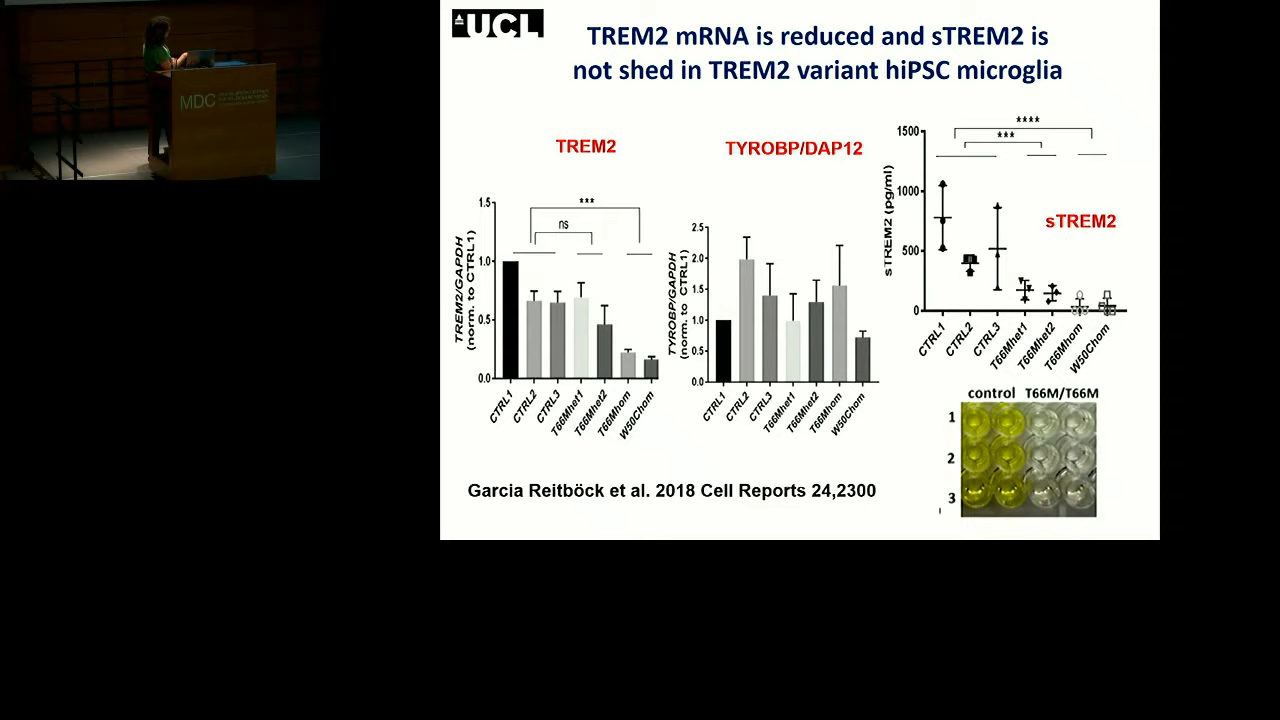 MDC
UCL
TREM2 mRNA is reduced and sTREM2 is
not shed in TREM2 variant hiPSC microglia
TREM2
***
ns
TREM2/GAPDH
(norm. to CTRL1)
1.5
1.0
0.5
0.0
CTRL1
CTRL2
CTRL3
T66Mhet1
T66Mhet2
T66Mhom
W50Chom
TYROBP/DAP12
TYROBP/GAPDH
(norm. to CTRL1)
2.5
2.0
1.5
1.0
0.5
0.0
CTRL1
CTRL2
CTRL3
T66Mhet1
T66Mhet2
T66Mhom
W50Chom
****
***
sTREM2
sTREM2 (pg/ml)
1500
1000
500
0
CTRL1
CTRL2
CTRL3
T66Mhet1
T66Mhet2
T66Mhom
W50Chom
control T66M/T66M
1
2
3
Garcia Reitböck et al. 2018 Cell Reports 24,2300